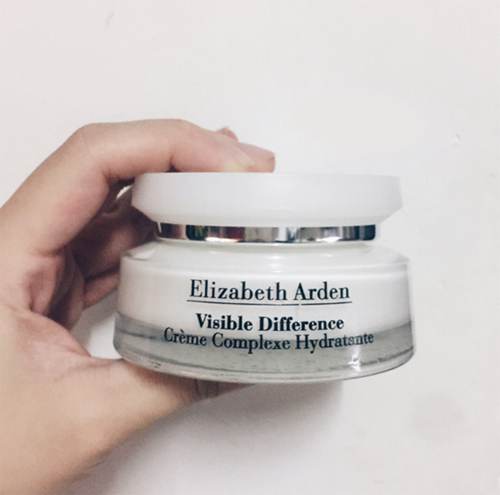 Elizabeth Arden
Visible Difference
Crème Complexe Hydratante